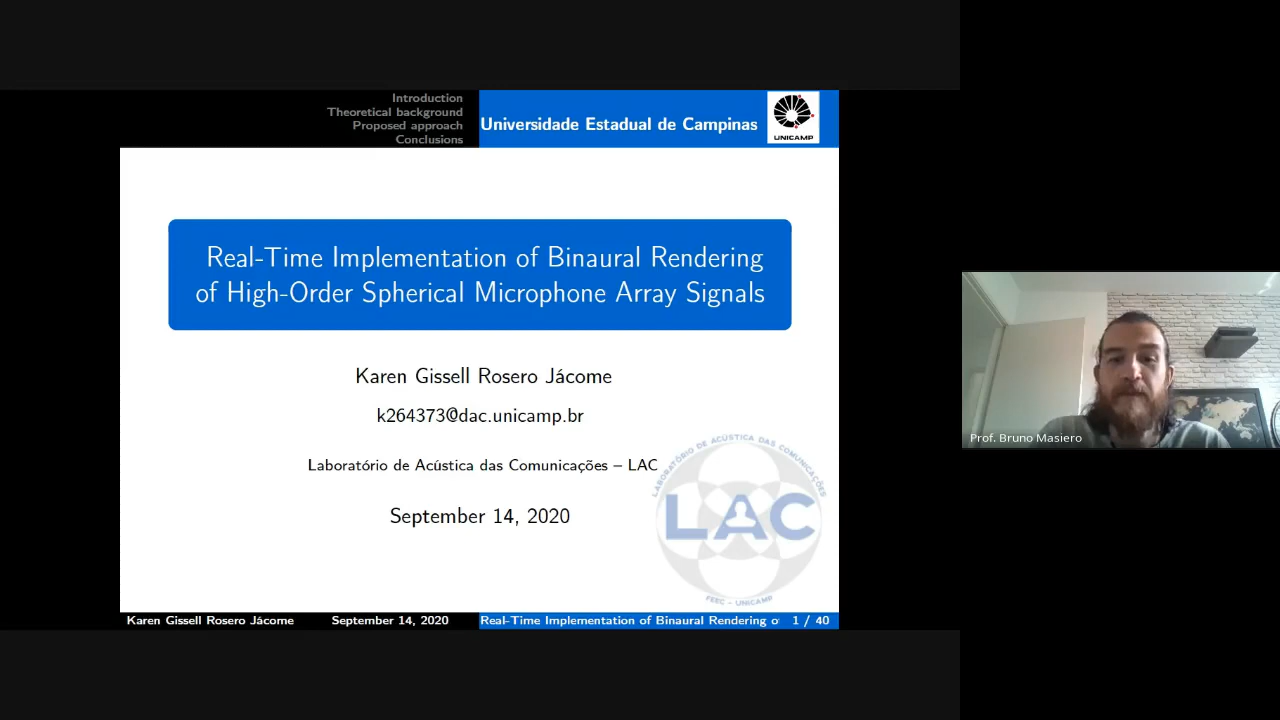 Introduction
Theoretical background
Proposed approach
Conclusions
Universidade Estadual de Campinas
UNICAMP
Real-Time Implementation of Binaural Rendering
of High-Order Spherical Microphone Array Signals
Karen Gissell Rosero Jácome
k264373@dac.unicamp.br
Laboratório de Acústica das Comunicações – LAC
September 14, 2020
LABORATÓRIO DE ACÚSTICA DAS COMUNICAÇÕES
LAC
FEEC - UNICAMP
Karen Gissell Rosero Jácome September 14, 2020 Real-Time Implementation of Binaural Rendering o 1 / 40
Prof. Bruno Masiero